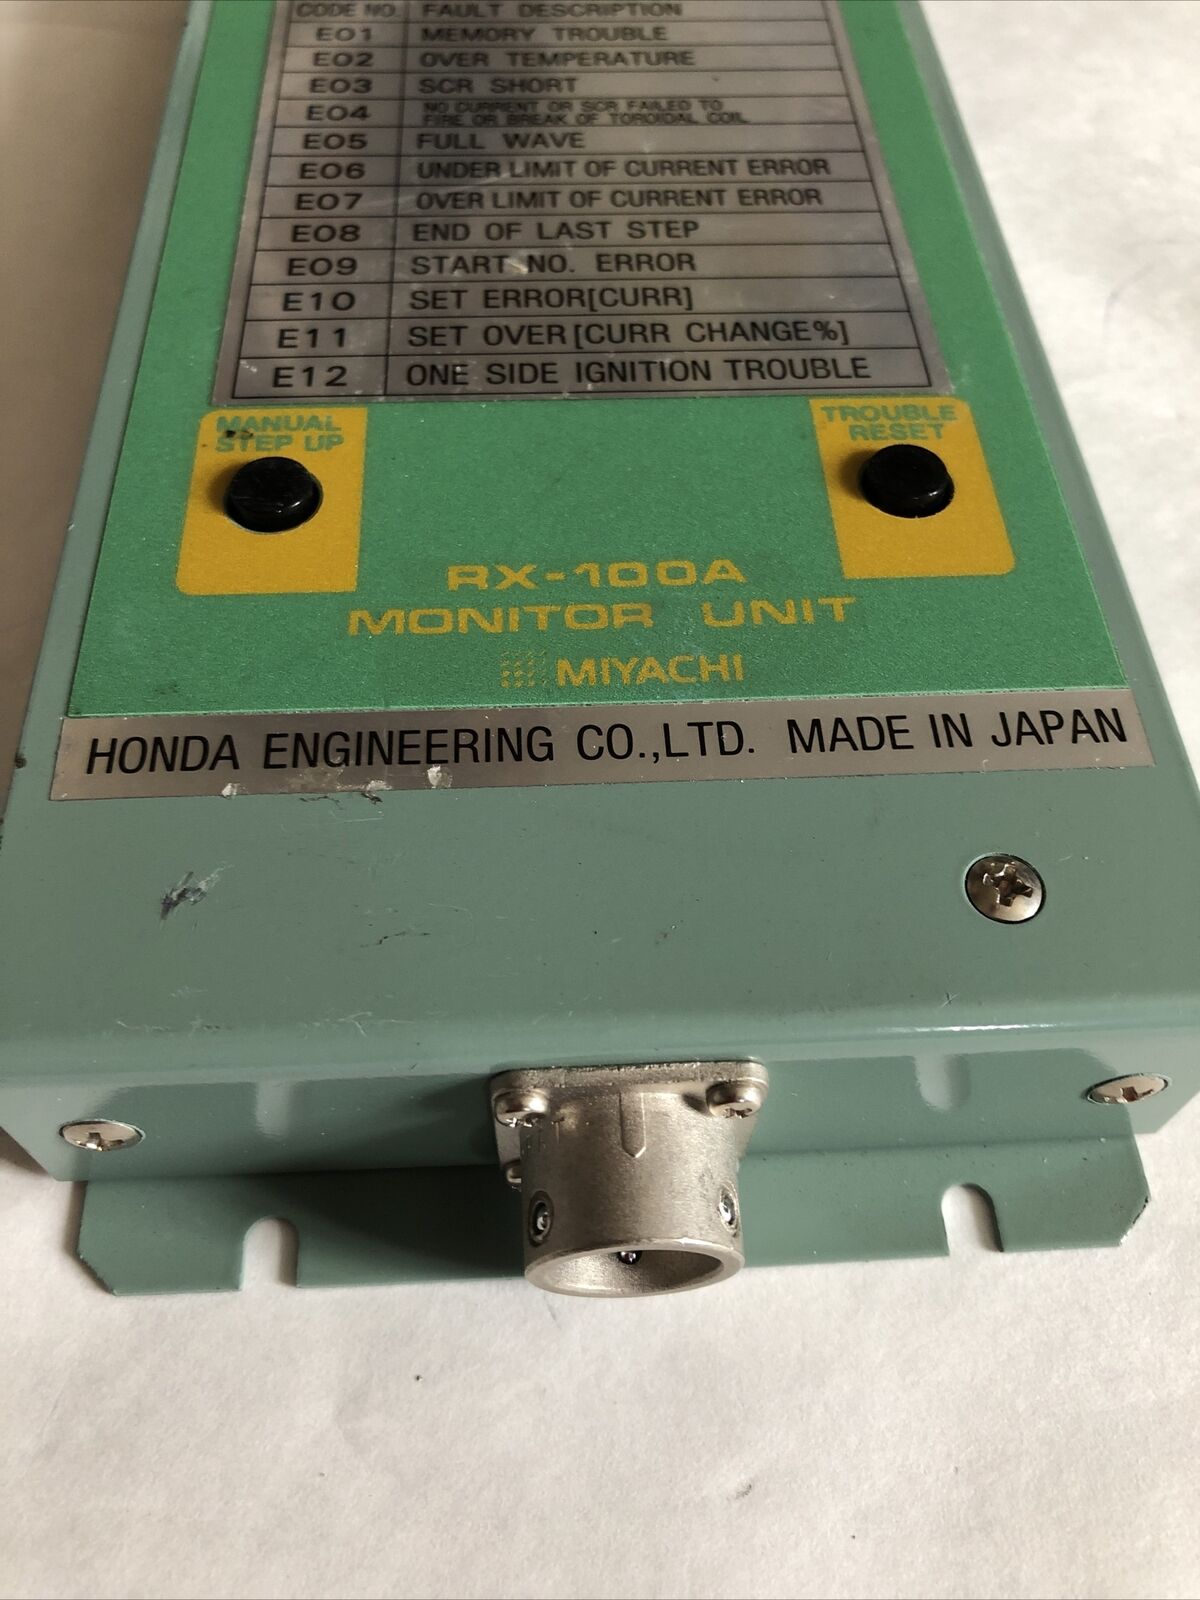 CODE NO. FAULT DESCRIPTION
E01 MEMORY TROUBLE
E02 OVER TEMPERATURE
E03 SCR SHORT
E04 NO CURRENT OR SCR FAILED TO
FIRE OR BREAK OF TOROIDAL COIL
E05 FULL WAVE
E06 UNDER LIMIT OF CURRENT ERROR
E07 OVER LIMIT OF CURRENT ERROR
E08 END OF LAST STEP
E09 START NO. ERROR
E10 SET ERROR[CURR]
E11 SET OVER[CURR CHANGE%]
E12 ONE SIDE IGNITION TROUBLE
MANUAL
STEP UP
TROUBLE
RESET
RX-100A
MONITOR UNIT
MIYACHI
HONDA ENGINEERING CO.,LTD. MADE IN JAPAN